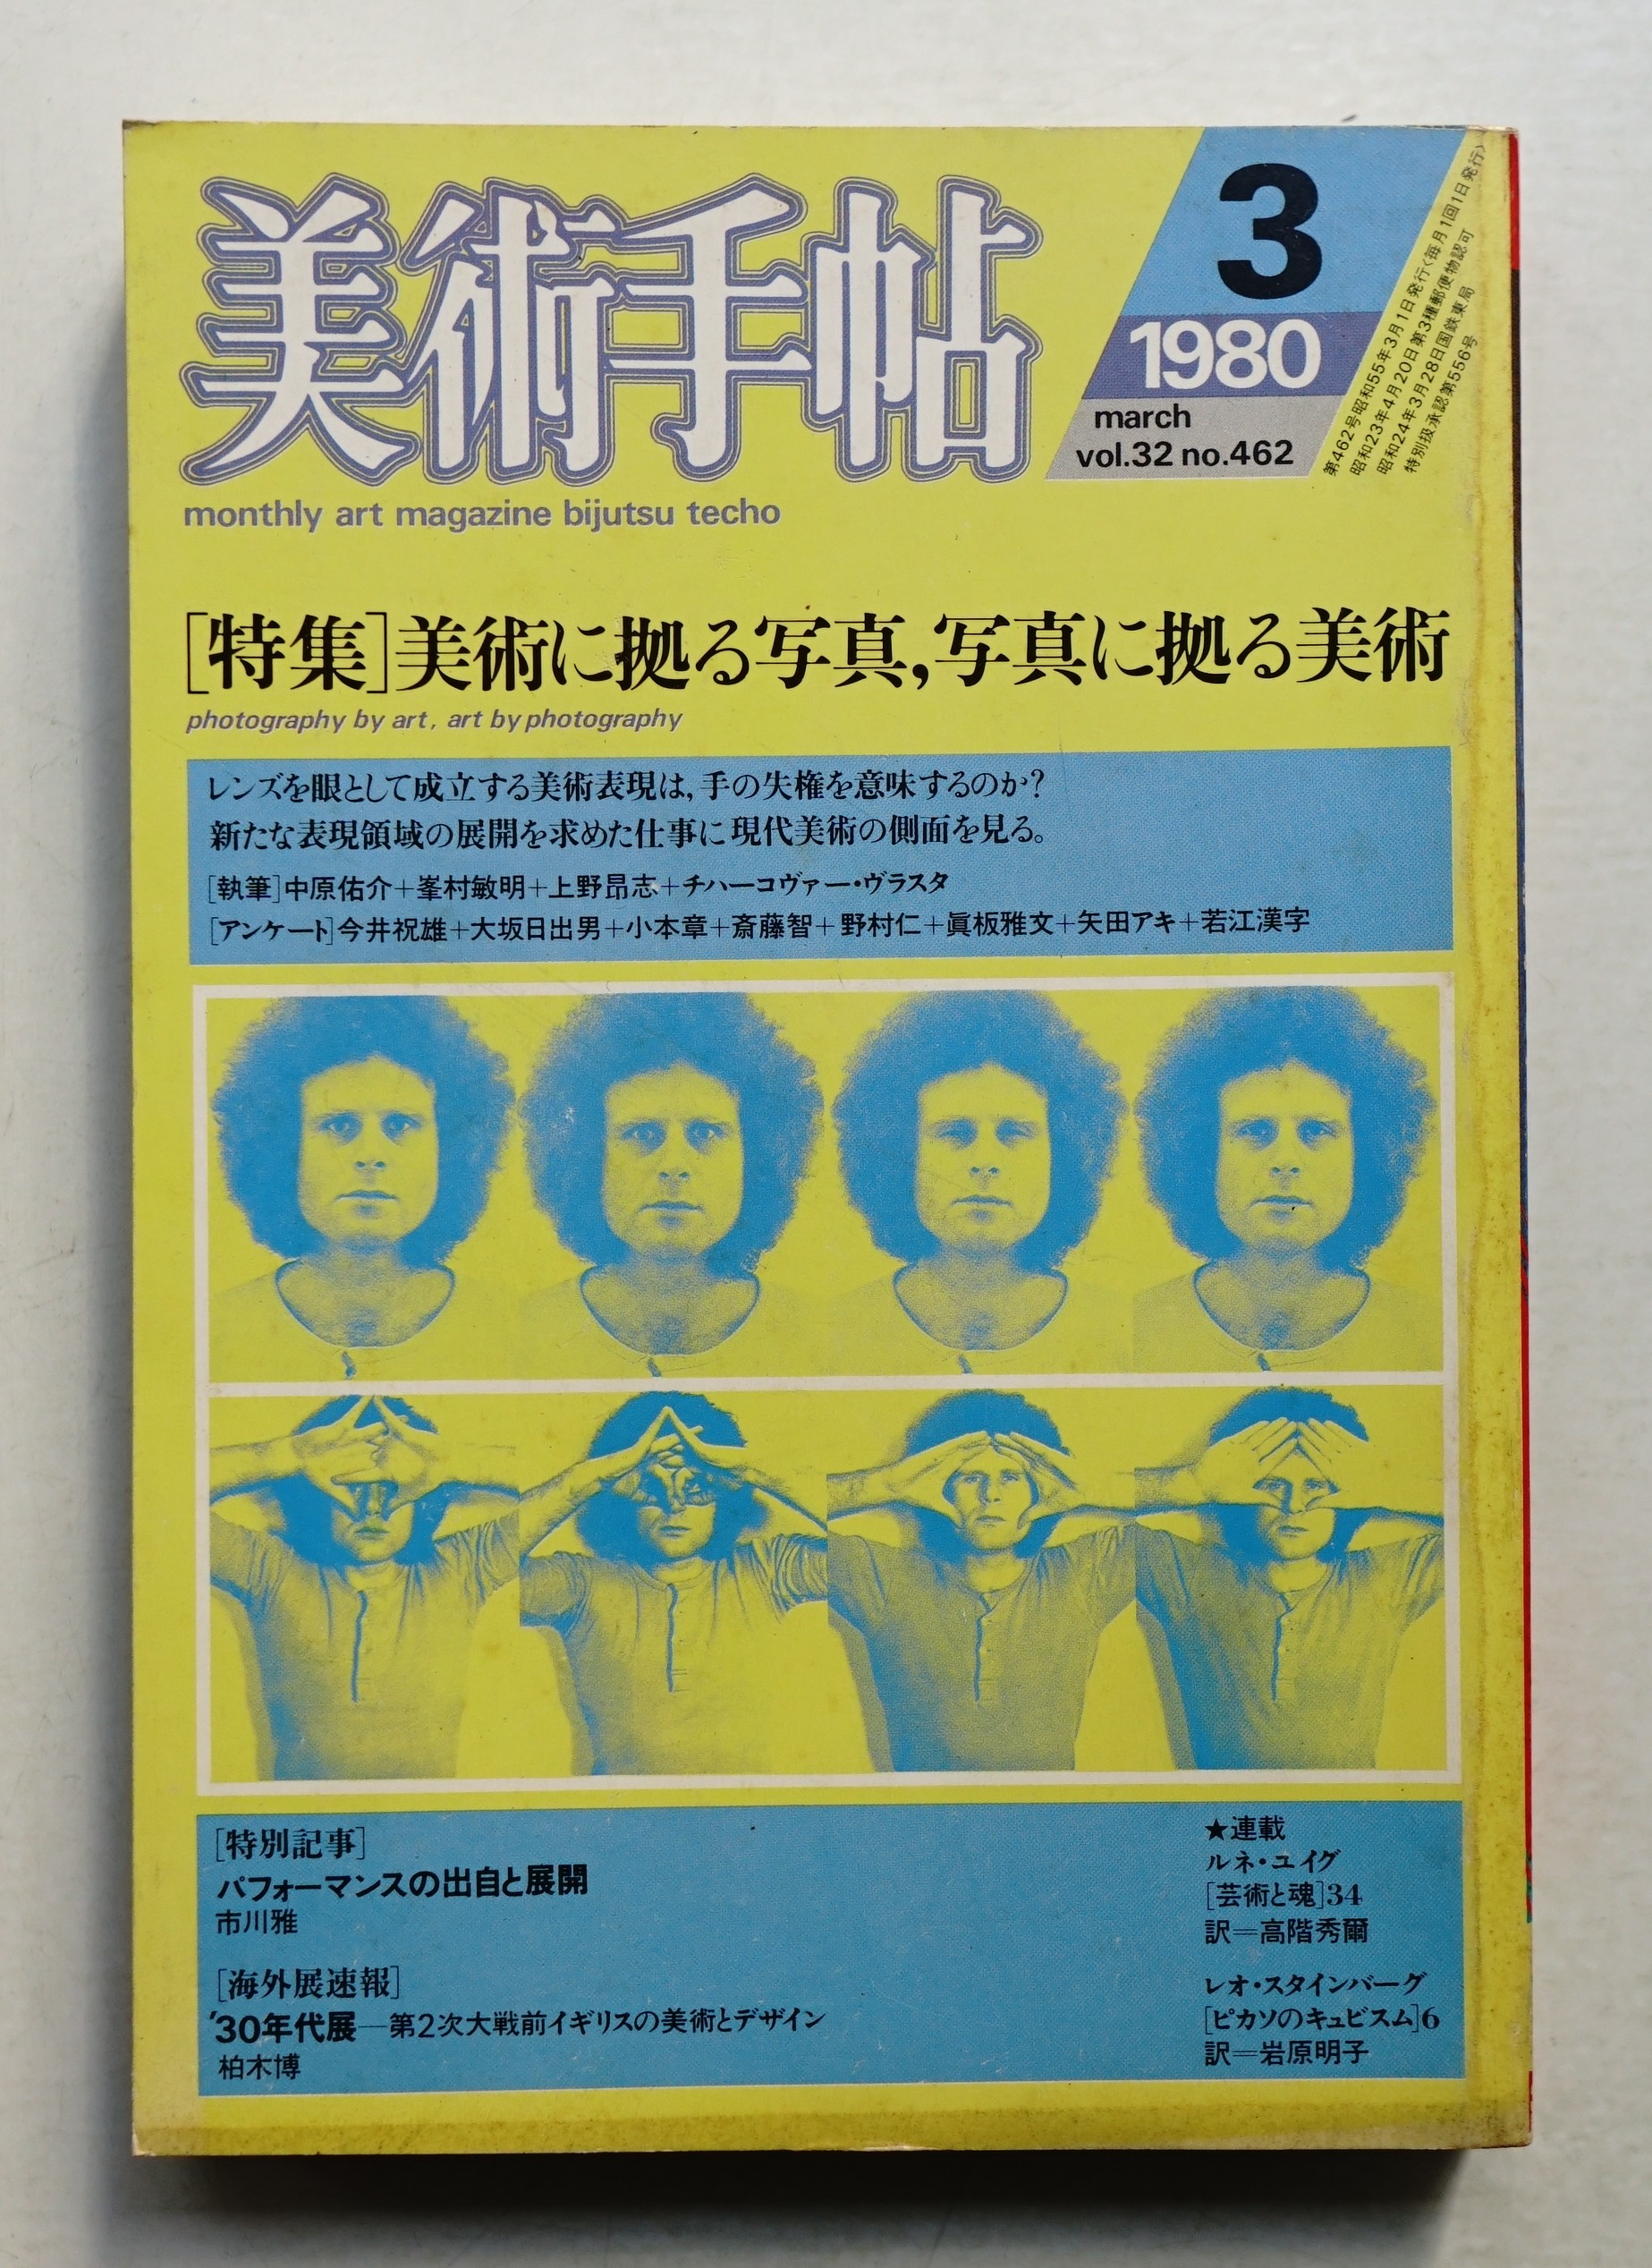 美術手帖
monthly art magazine bijutsu techo
3
1980
march
vol.32 no.462
第462号昭和55年3月1日発行〈毎月1回1日発行〉
昭和23年4月20日第3種郵便物認可
昭和24年3月28日国鉄東局
特別扱承認第556号
[特集]美術に拠る写真,写真に拠る美術
photography by art, art by photography
レンズを眼として成立する美術表現は,手の失権を意味するのか?
新たな表現領域の展開を求めた仕事に現代美術の側面を見る。
[執筆]中原佑介+峯村敏明+上野昂志+チハーコヴァー・ヴラスタ
[アンケート]今井祝雄+大坂日出男+小本章+斎藤智+野村仁+眞板雅文+矢田アキ+若江漢字
[特別記事]
パフォーマンスの出自と展開
市川雅
[海外展速報]
'30年代展—第2次大戦前イギリスの美術とデザイン
柏木博
★連載
ルネ・ユイグ
[芸術と魂]34
訳=高階秀爾
レオ・スタインバーグ
[ピカソのキュビスム]6
訳=岩原明子